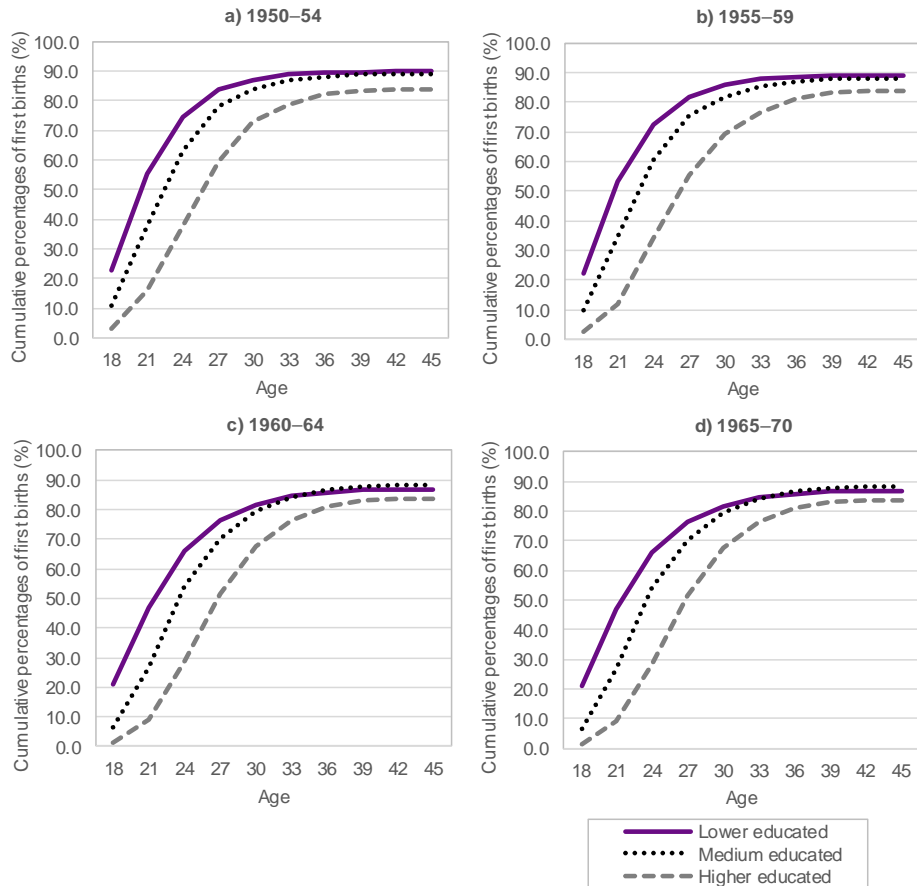 a) 1950–54
Cumulative percentages of first births (%)
100.0
90.0
80.0
70.0
60.0
50.0
40.0
30.0
20.0
10.0
0.0
18 21 24 27 30 33 36 39 42 45
Age
b) 1955–59
Cumulative percentages of first births (%)
100.0
90.0
80.0
70.0
60.0
50.0
40.0
30.0
20.0
10.0
0.0
18 21 24 27 30 33 36 39 42 45
Age
c) 1960–64
Cumulative percentages of first births (%)
100.0
90.0
80.0
70.0
60.0
50.0
40.0
30.0
20.0
10.0
0.0
18 21 24 27 30 33 36 39 42 45
Age
d) 1965–70
Cumulative percentages of first births (%)
100.0
90.0
80.0
70.0
60.0
50.0
40.0
30.0
20.0
10.0
0.0
18 21 24 27 30 33 36 39 42 45
Age
Lower educated
Medium educated
Higher educated